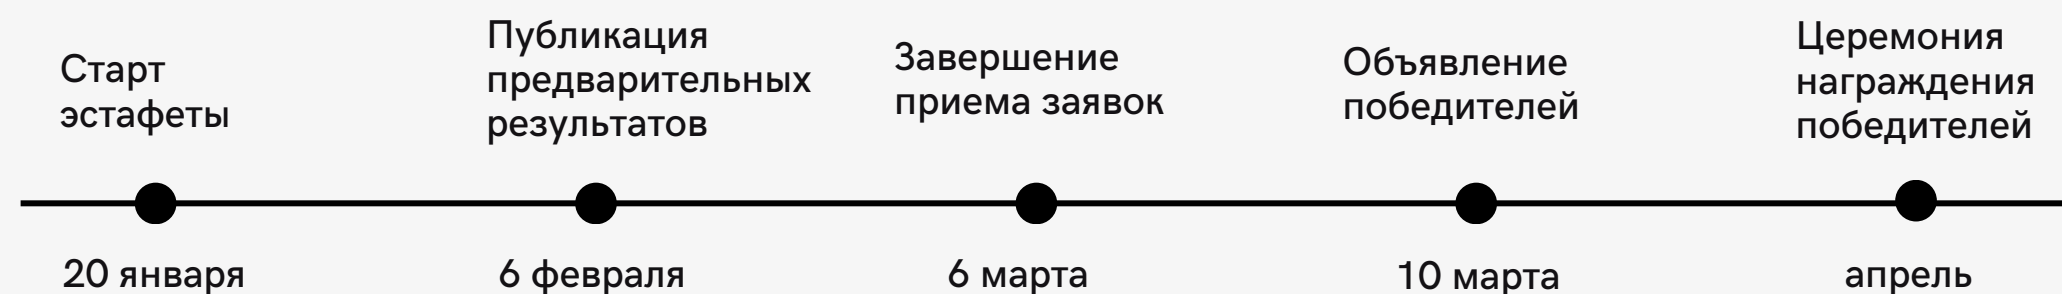 Старт
эстафеты
Публикация
предварительных
результатов
Завершение
приема заявок
Объявление
победителей
Церемония
награждения
победителей
20 января
6 февраля
6 марта
10 марта
апрель